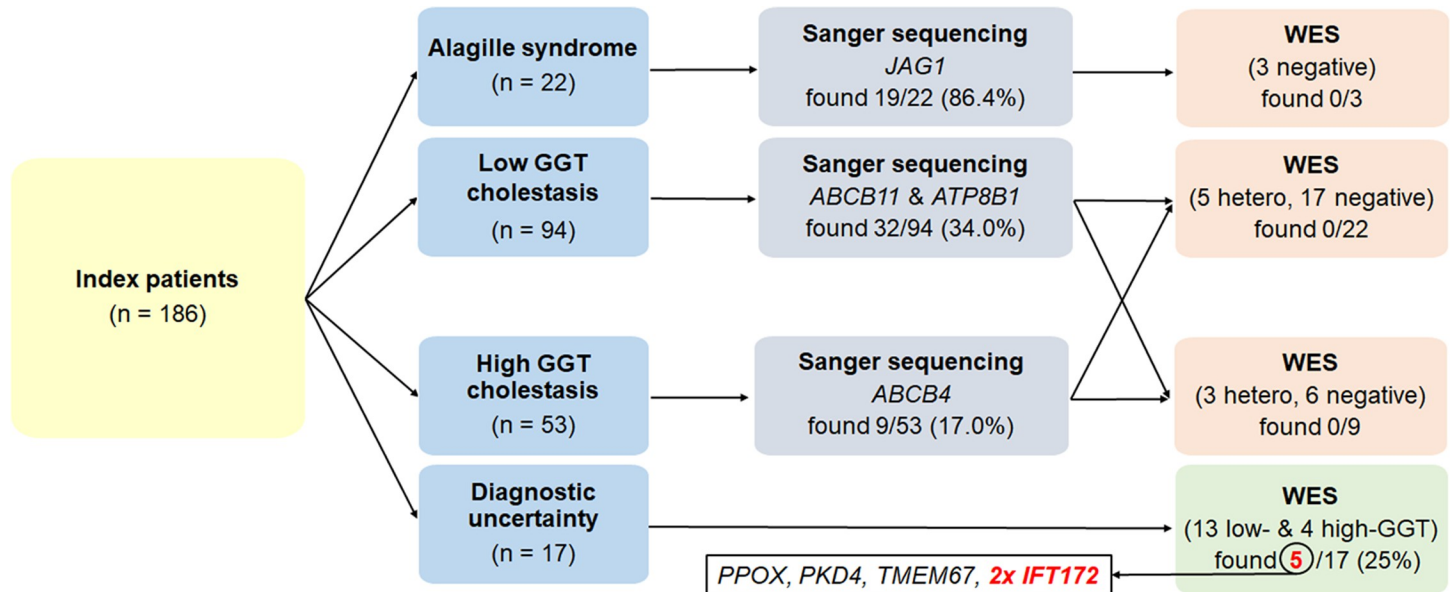 Index patients
(n = 186)
Alagille syndrome
(n = 22)
Sanger sequencing
JAG1
found 19/22 (86.4%)
WES
(3 negative)
found 0/3
Low GGT
cholestasis
(n = 94)
Sanger sequencing
ABCB11 & ATP8B1
found 32/94 (34.0%)
WES
(5 hetero, 17 negative)
found 0/22
High GGT
cholestasis
(n = 53)
Sanger sequencing
ABCB4
found 9/53 (17.0%)
WES
(3 hetero, 6 negative)
found 0/9
Diagnostic
uncertainty
(n = 17)
WES
(13 low- & 4 high-GGT)
found 5/17 (25%)
PPOX, PKD4, TMEM67, 2x IFT172